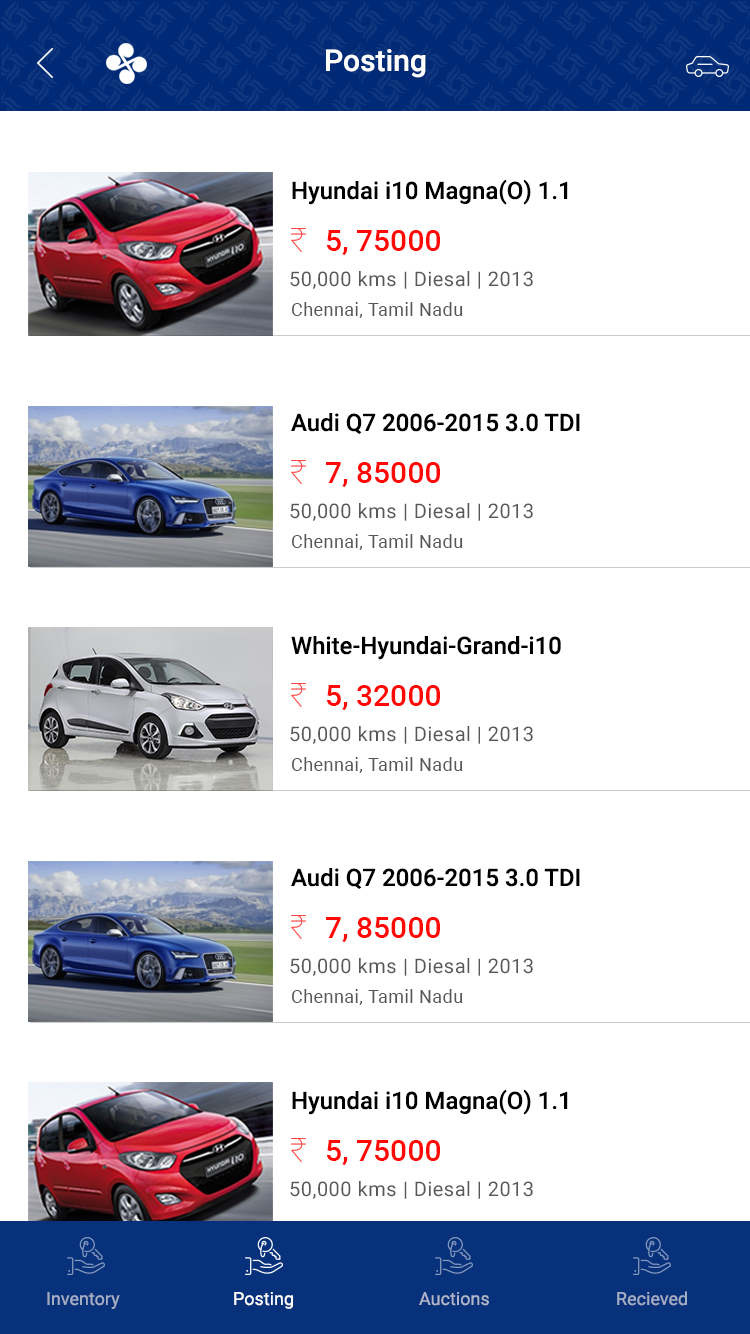 Posting
Hyundai i10 Magna(O) 1.1
₹ 5, 75000
50,000 kms | Diesal | 2013
Chennai, Tamil Nadu
Audi Q7 2006-2015 3.0 TDI
₹ 7, 85000
50,000 kms | Diesal | 2013
Chennai, Tamil Nadu
White-Hyundai-Grand-i10
₹ 5, 32000
50,000 kms | Diesal | 2013
Chennai, Tamil Nadu
Audi Q7 2006-2015 3.0 TDI
₹ 7, 85000
50,000 kms | Diesal | 2013
Chennai, Tamil Nadu
Hyundai i10 Magna(O) 1.1
₹ 5, 75000
50,000 kms | Diesal | 2013
Inventory
Posting
Auctions
Recieved